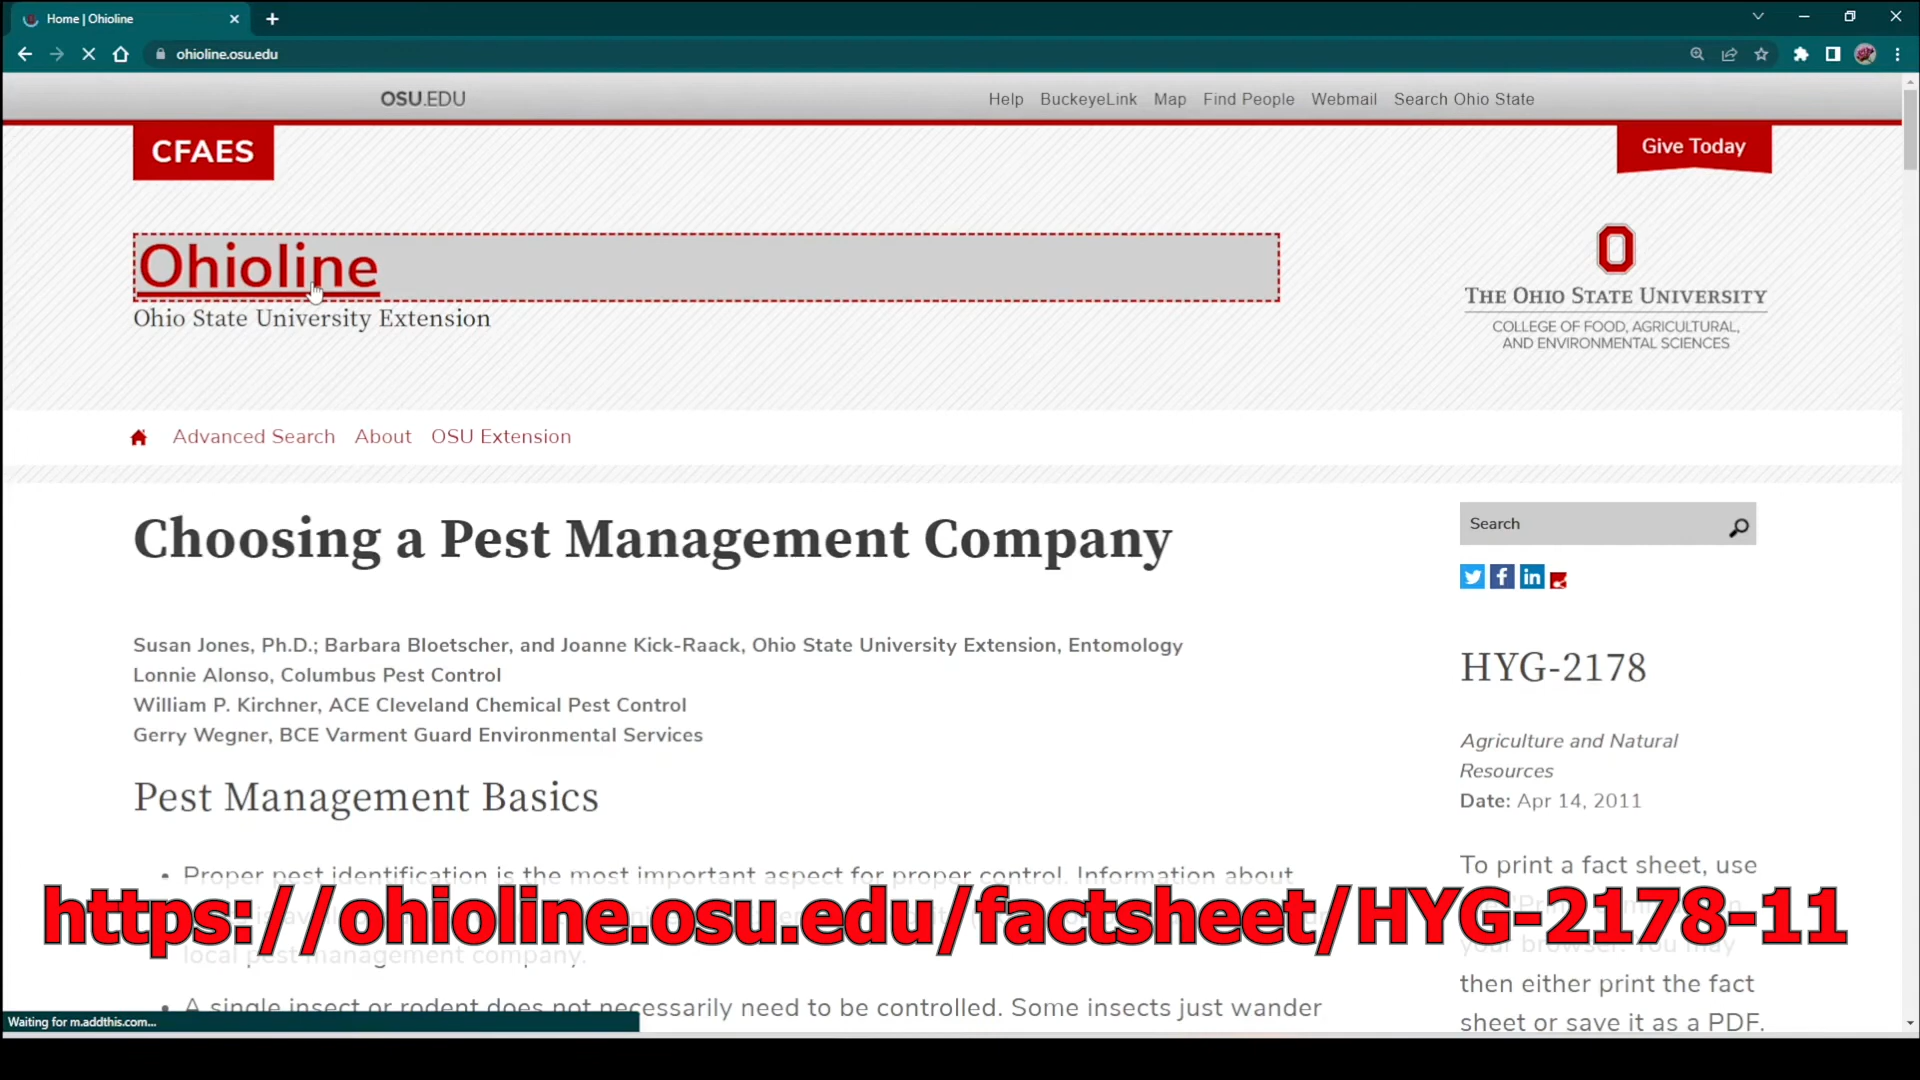 Home | Ohioline
ohioline.osu.edu
OSU.EDU
Help BuckeyeLink Map Find People Webmail Search Ohio State
CFAES
Give Today
Ohioline
Ohio State University Extension
O
THE OHIO STATE UNIVERSITY
COLLEGE OF FOOD, AGRICULTURAL,
AND ENVIRONMENTAL SCIENCES
Advanced Search About OSU Extension
Choosing a Pest Management Company
Susan Jones, Ph.D.; Barbara Bloetscher, and Joanne Kick-Raack, Ohio State University Extension, Entomology
Lonnie Alonso, Columbus Pest Control
William P. Kirchner, ACE Cleveland Chemical Pest Control
Gerry Wegner, BCE Varment Guard Environmental Services
Pest Management Basics
• Proper pest identification is the most important aspect for proper control. Information about
local pest management company.
• A single insect or rodent does not necessarily need to be controlled. Some insects just wander
Search
HYG-2178
Agriculture and Natural
Resources
Date: Apr 14, 2011
To print a fact sheet, use
your browser. You may
then either print the fact
sheet or save it as a PDF.
https://ohioline.osu.edu/factsheet/HYG-2178-11
Waiting for m.addthis.com...